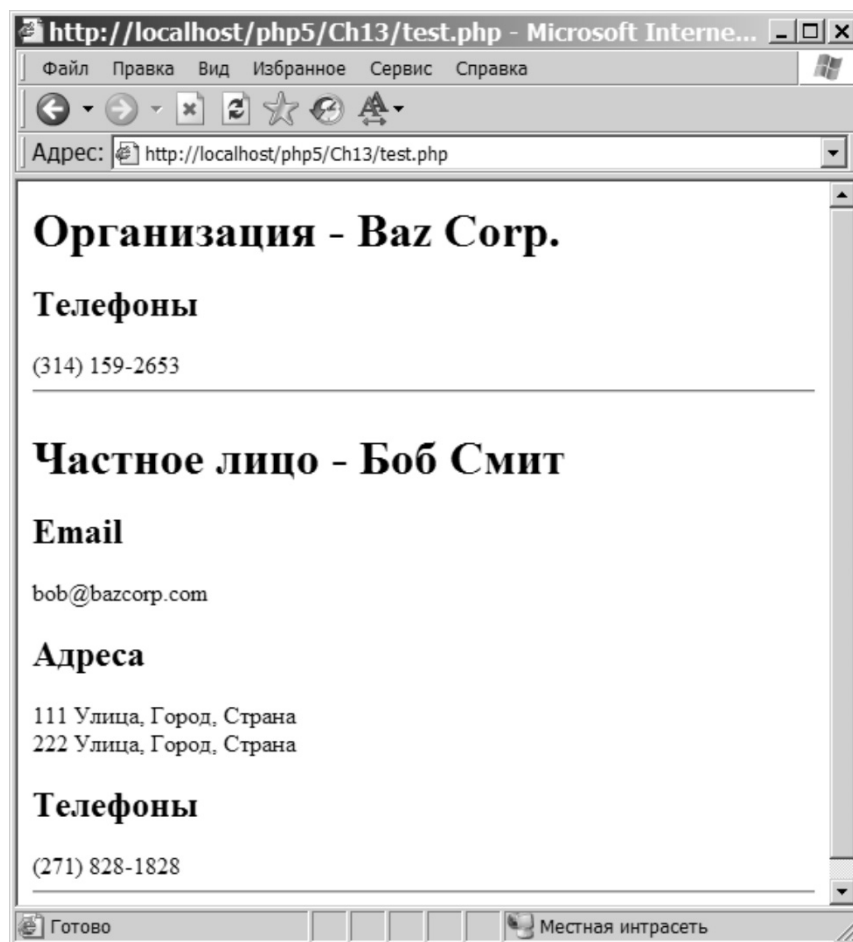 http://localhost/php5/Ch13/test.php - Microsoft Interne...
Файл Правка Вид Избранное Сервис Справка
Адрес: http://localhost/php5/Ch13/test.php
Организация - Baz Corp.
Телефоны
(314) 159-2653
Частное лицо - Боб Смит
Email
bob@bazcorp.com
Адреса
111 Улица, Город, Страна
222 Улица, Город, Страна
Телефоны
(271) 828-1828
Готово Местная интрасеть